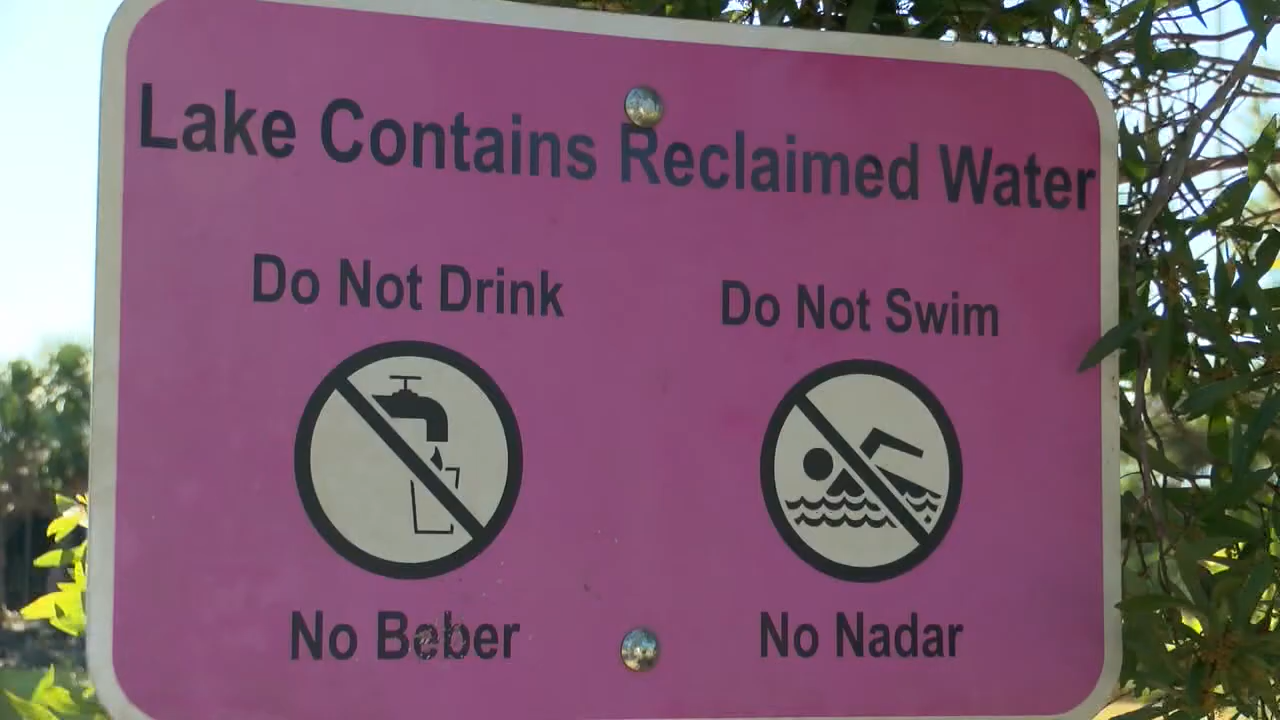 Lake Contains Reclaimed Water
Do Not Drink
Do Not Swim
No Beber
No Nadar